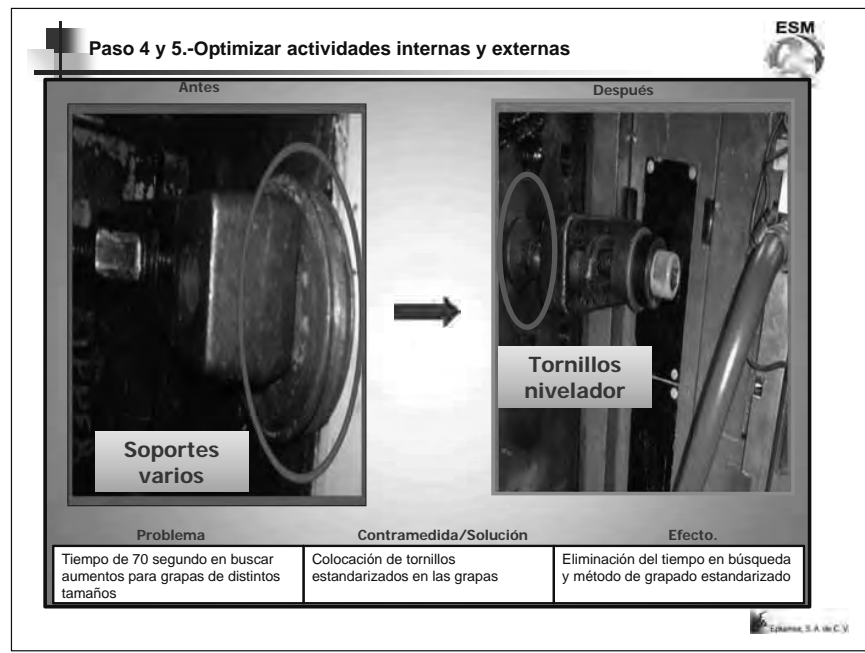 ESM
Paso 4 y 5.-Optimizar actividades internas y externas
Antes
Después
Soportes
varios
Tornillos
nivelador
Problema
Contramedida/Solución
Efecto.
Tiempo de 70 segundo en buscar
aumentos para grapas de distintos
tamaños
Colocación de tornillos
estandarizados en las grapas
Eliminación del tiempo en búsqueda
y método de grapado estandarizado
S.A. de C.V.